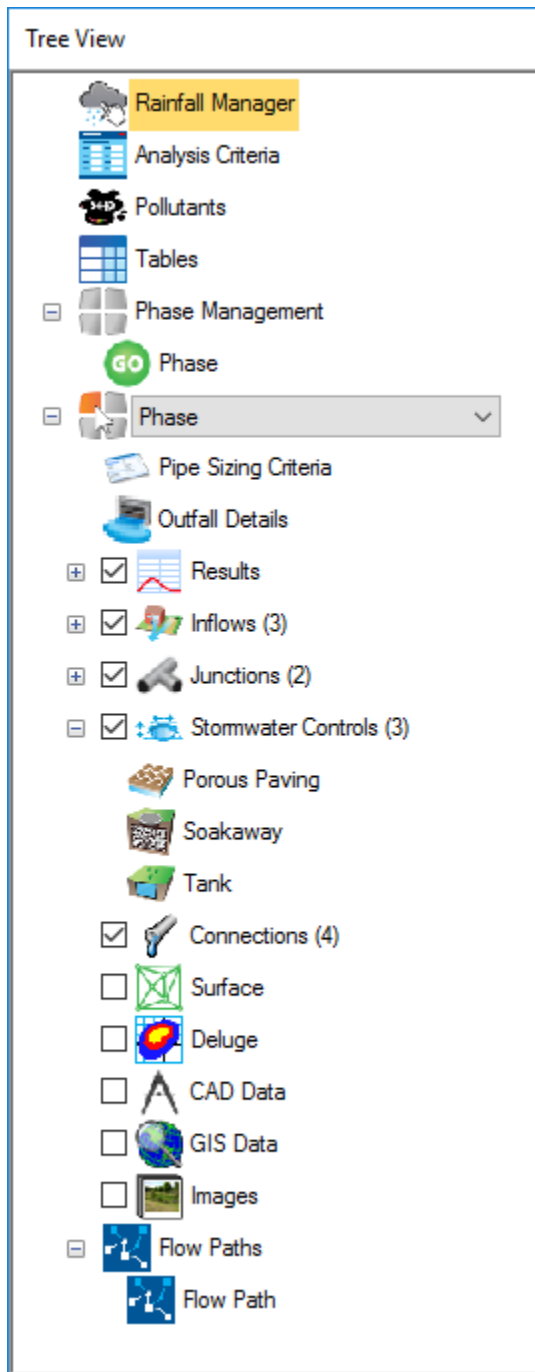 Tree View
Rainfall Manager
Analysis Criteria
Pollutants
Tables
Phase Management
GO Phase
Phase
Pipe Sizing Criteria
Outfall Details
Results
Inflows (3)
Junctions (2)
Stormwater Controls (3)
Porous Paving
Soakaway
Tank
Connections (4)
Surface
Deluge
CAD Data
GIS Data
Images
Flow Paths
Flow Path